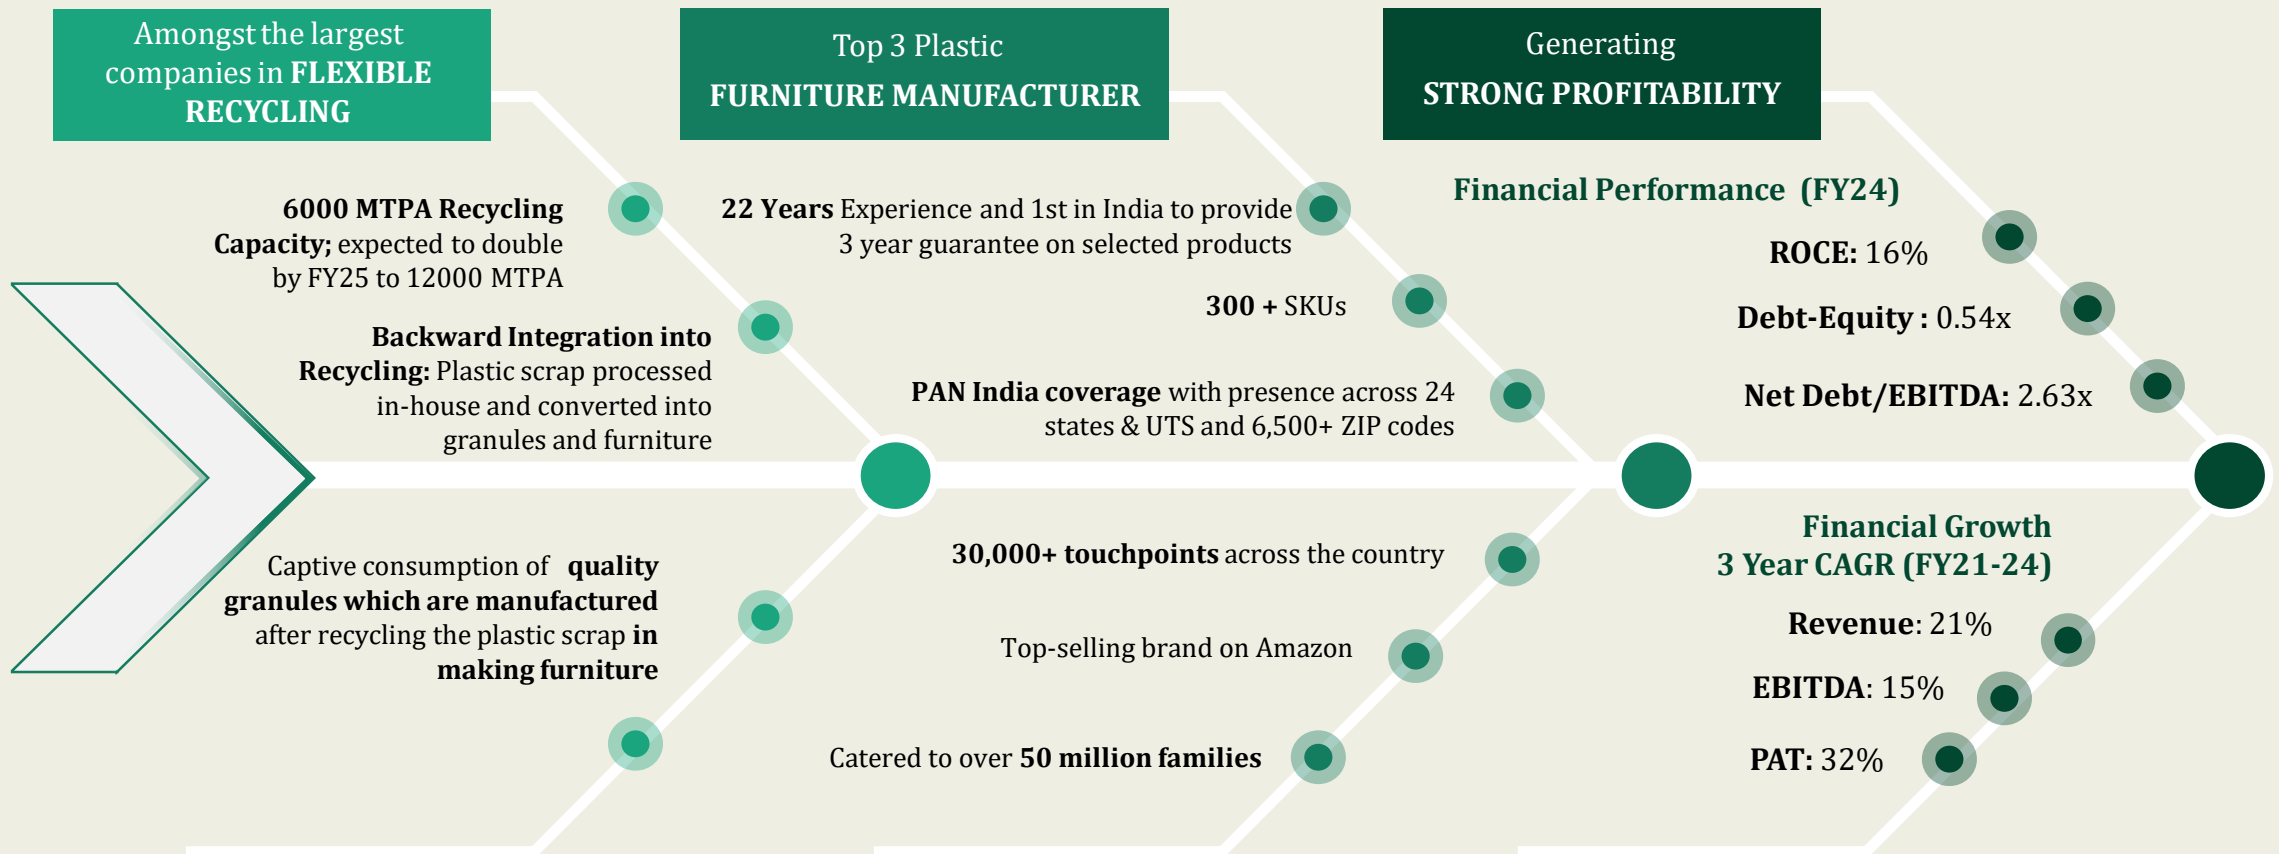 Amongst the largest
companies in FLEXIBLE
RECYCLING
6000 MTPA Recycling
Capacity; expected to double
by FY25 to 12000 MTPA
Backward Integration into
Recycling: Plastic scrap processed
in-house and converted into
granules and furniture
Captive consumption of quality
granules which are manufactured
after recycling the plastic scrap in
making furniture
Top 3 Plastic
FURNITURE MANUFACTURER
22 Years Experience and 1st in India to provide
3 year guarantee on selected products
300 + SKUs
PAN India coverage with presence across 24
states & UTS and 6,500+ ZIP codes
30,000+ touchpoints across the country
Top-selling brand on Amazon
Catered to over 50 million families
Generating
STRONG PROFITABILITY
Financial Performance (FY24)
ROCE: 16%
Debt-Equity : 0.54x
Net Debt/EBITDA: 2.63x
Financial Growth
3 Year CAGR (FY21-24)
Revenue: 21%
EBITDA: 15%
PAT: 32%